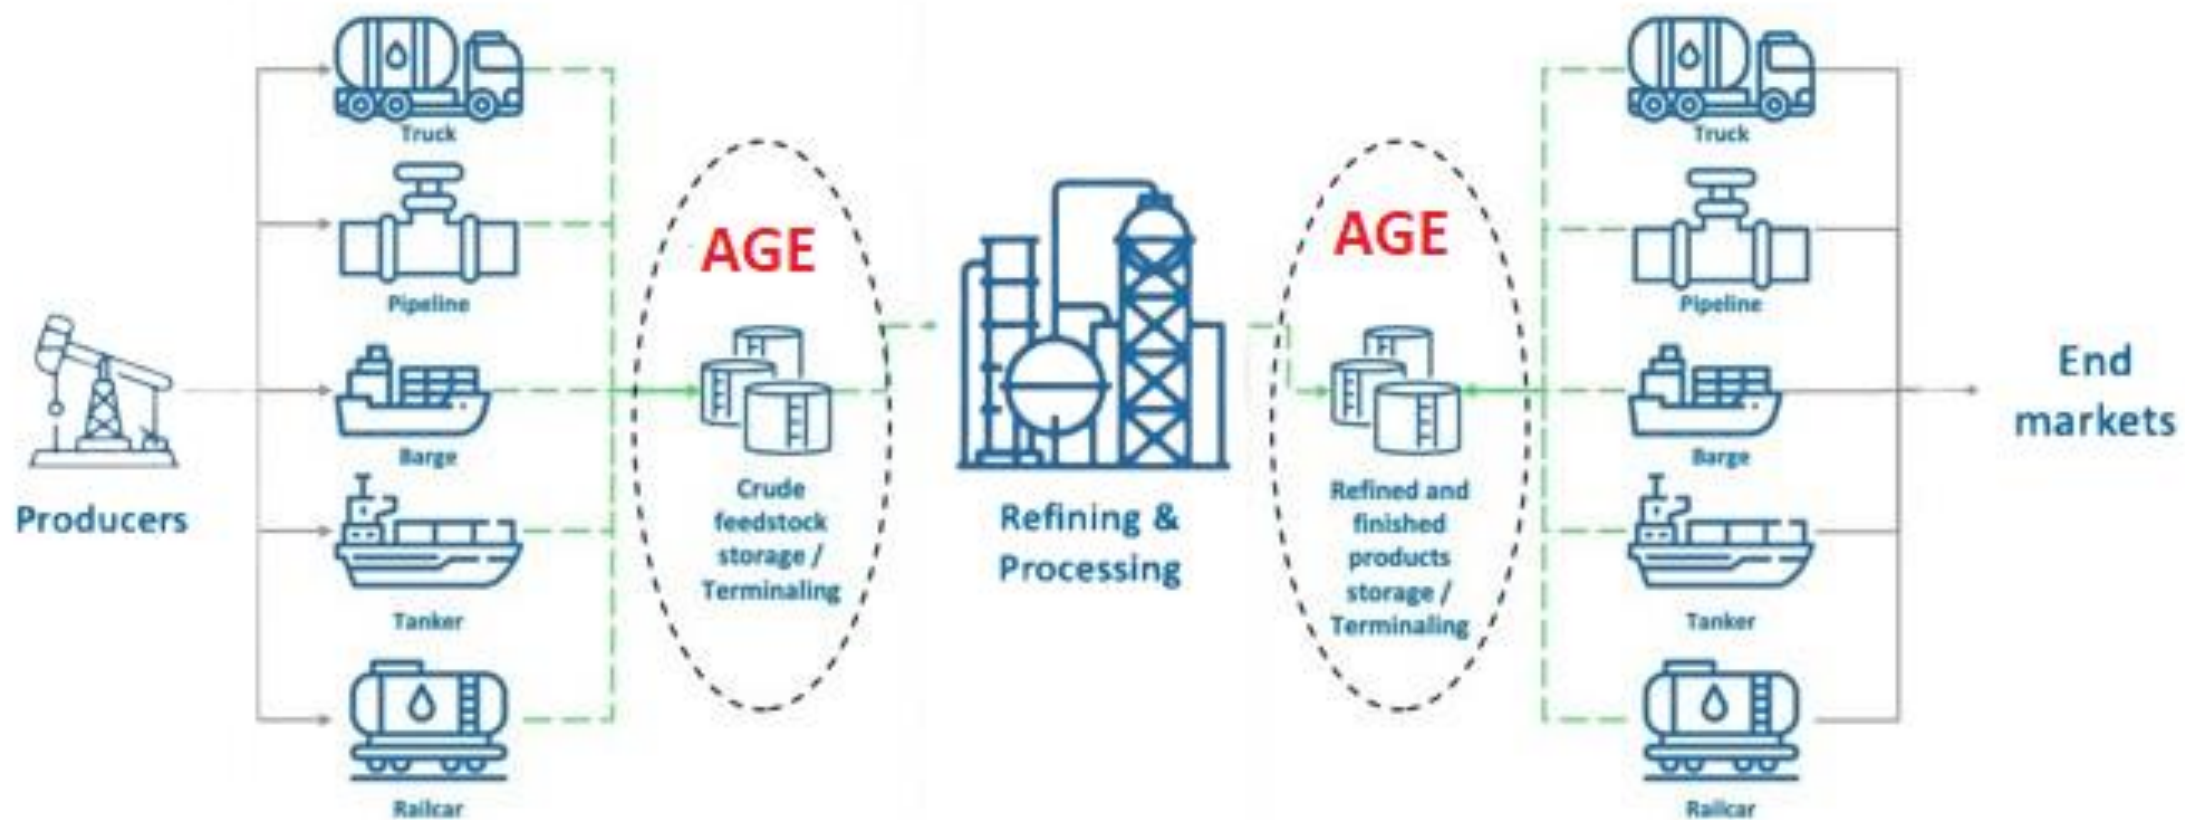 Producers
Truck
Pipeline
Barge
Tanker
Railcar
AGE
Crude
feedstock
storage /
Terminaling
Refining &
Processing
AGE
Refined and
finished
products
storage /
Terminaling
Truck
Pipeline
Barge
Tanker
Railcar
End
markets